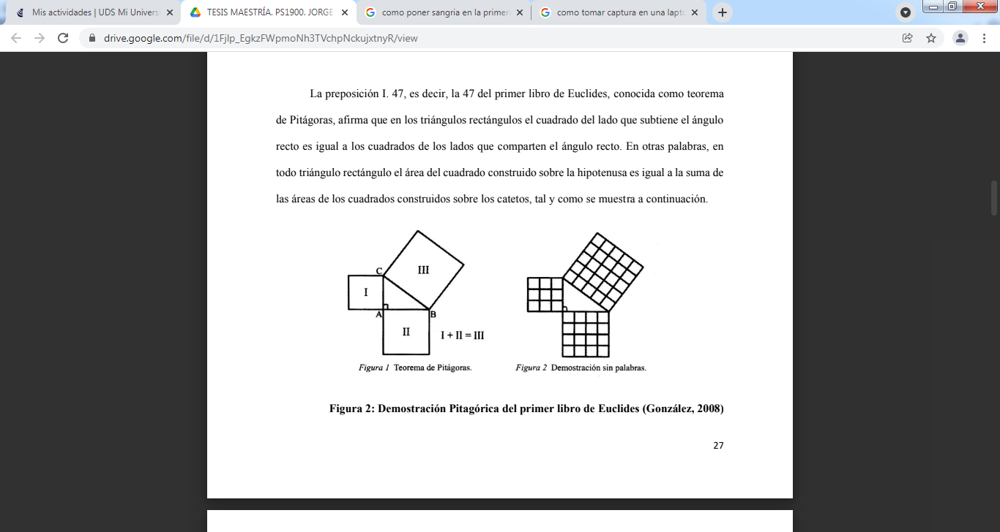 Mis actividades | UDS Mi Univers
TESIS MAESTRÍA. PS1900. JORGE
como poner sangria en la primer
como tomar captura en una lapt
drive.google.com/file/d/1Fjlp_EgkzFWpmoNh3TVchpNckujxtnyR/view
La preposición I. 47, es decir, la 47 del primer libro de Euclides, conocida como teorema
de Pitágoras, afirma que en los triángulos rectángulos el cuadrado del lado que subtiene el ángulo
recto es igual a los cuadrados de los lados que comparten el ángulo recto. En otras palabras, en
todo triángulo rectángulo el área del cuadrado construido sobre la hipotenusa es igual a la suma de
las áreas de los cuadrados construidos sobre los catetos, tal y como se muestra a continuación.
C
III
I
A
B
II
I + II = III
Figura 1 Teorema de Pitágoras.
Figura 2 Demostración sin palabras.
Figura 2: Demostración Pitagórica del primer libro de Euclides (González, 2008)
27